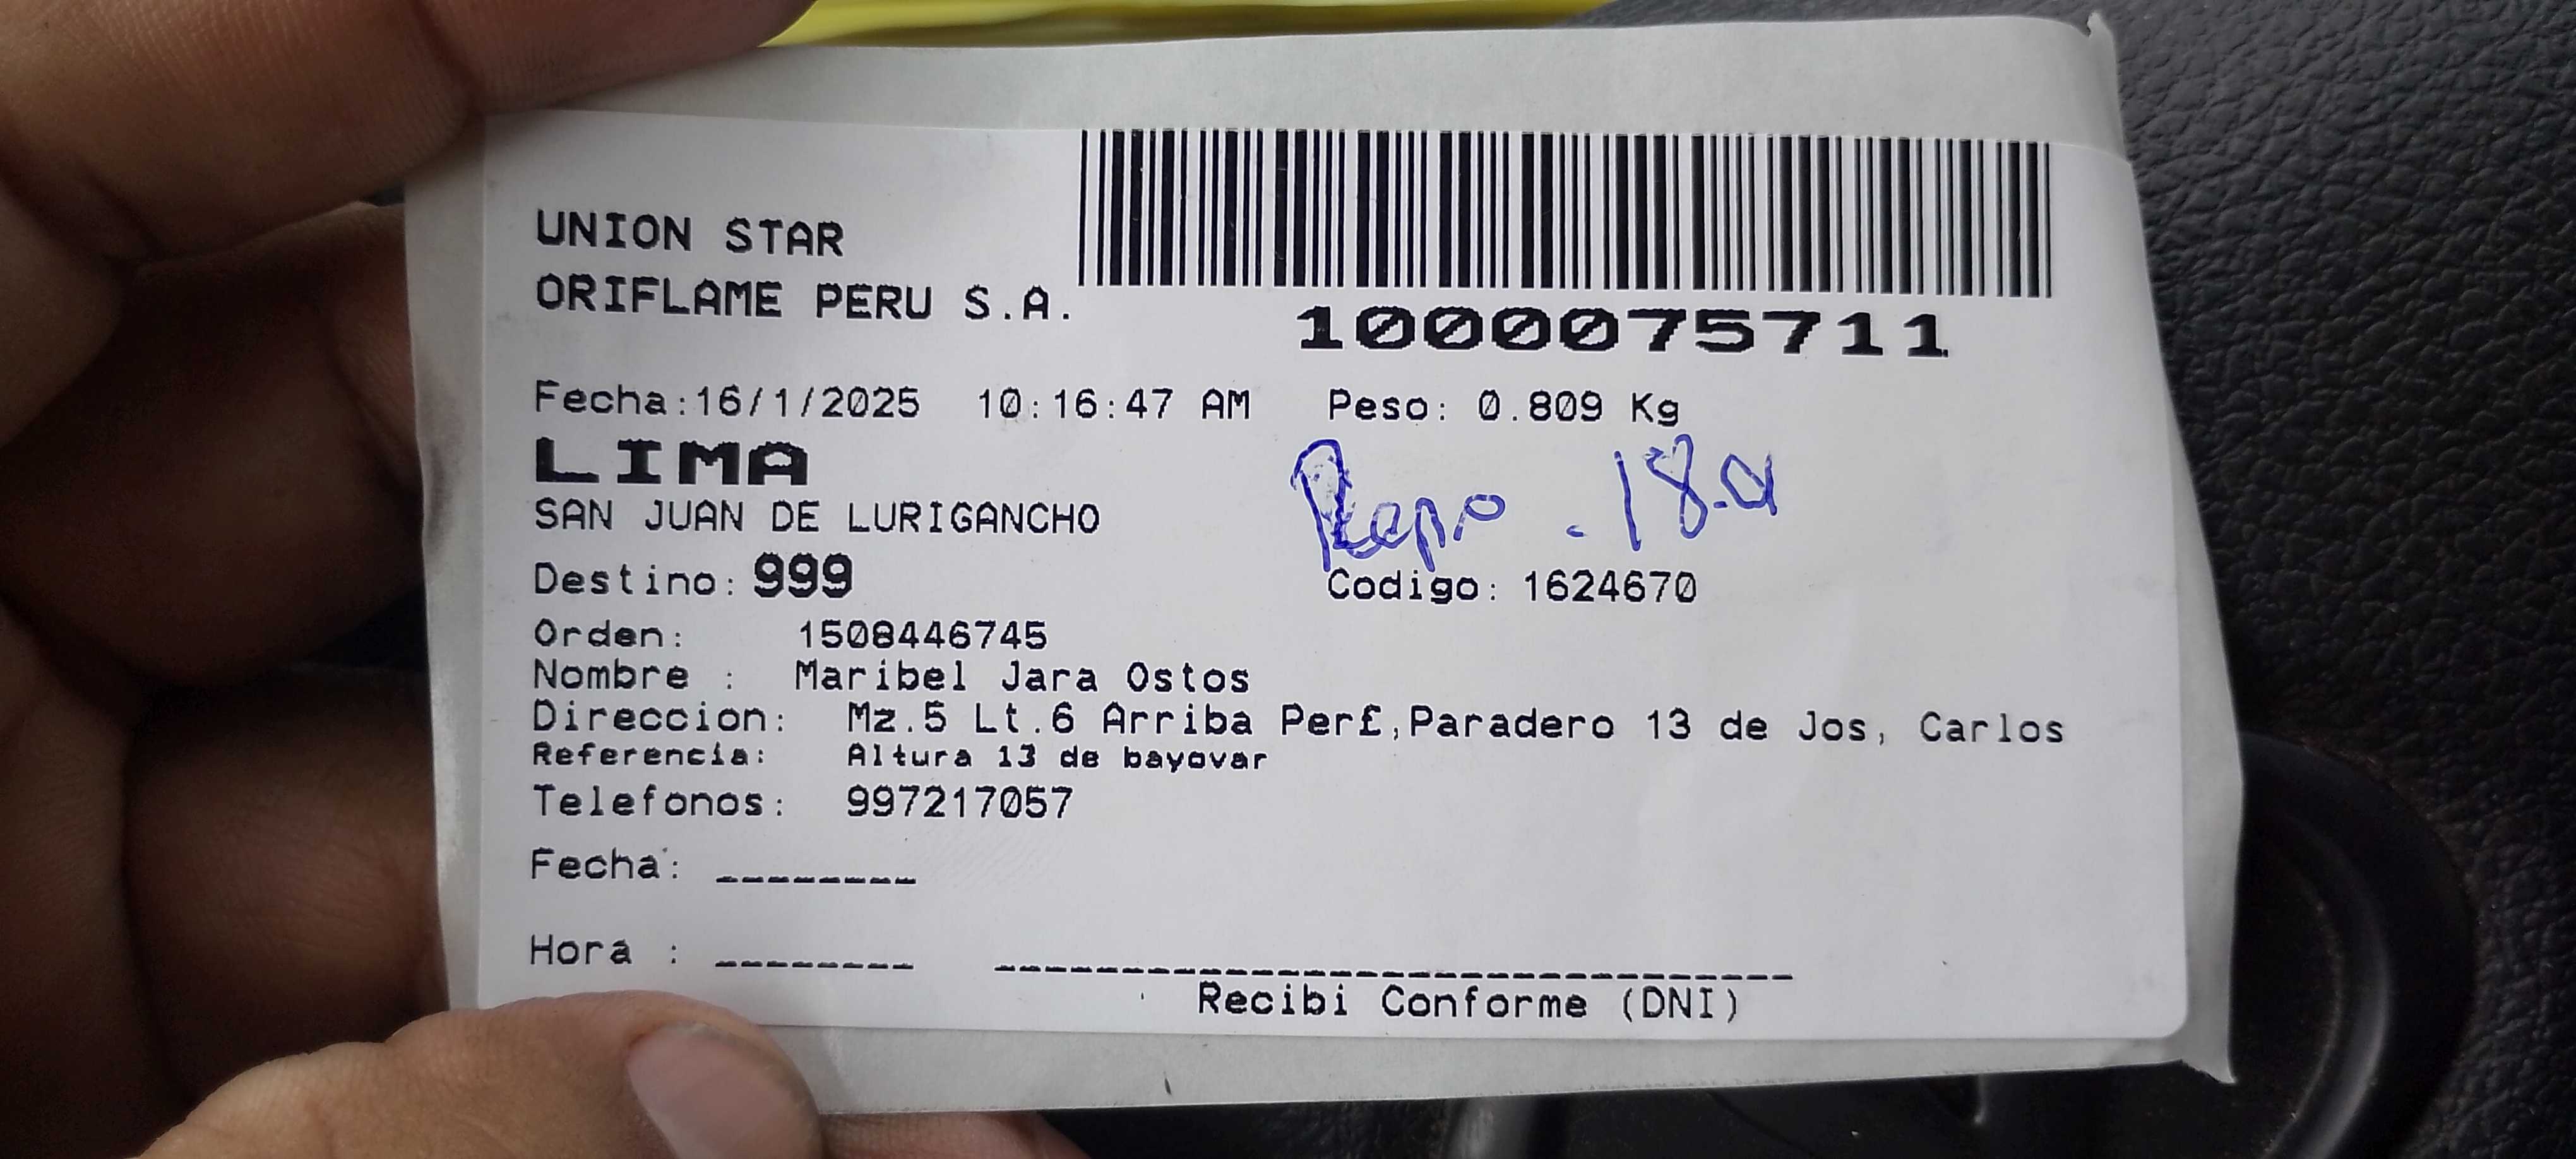 UNION STAR
ORIFLAME PERU S.A.
1000075711
Fecha:16/1/2025 10:16:47 AM Peso: 0.809 Kg
LIMA
SAN JUAN DE LURIGANCHO
Destino: 999
Codigo: 1624670
Orden: 1508446745
Nombre : Maribel Jara Ostos
Direccion: Mz.5 Lt.6 Arriba Per£,Paradero 13 de Jos, Carlos
Referencia: Altura 13 de bayovar
Telefonos: 997217057
Fecha: ________
Hora : ________
Recibi Conforme (DNI)